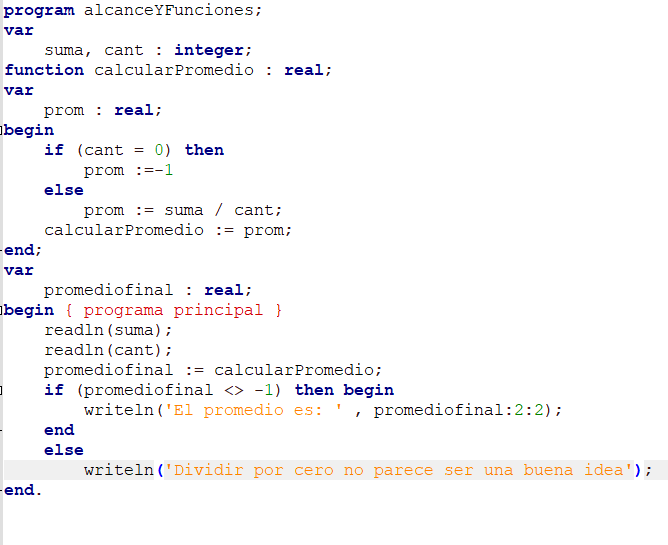 program alcanceYFunciones;
var
    suma, cant : integer;
function calcularPromedio : real;
var
    prom : real;
begin
    if (cant = 0) then
        prom :=-1
    else
        prom := suma / cant;
    calcularPromedio := prom;
end;
var
    promediofinal : real;
begin { programa principal }
    readln(suma);
    readln(cant);
    promediofinal := calcularPromedio;
    if (promediofinal <> -1) then begin
        writeln('El promedio es: ' , promediofinal:2:2);
    end
    else
        writeln('Dividir por cero no parece ser una buena idea');
end.